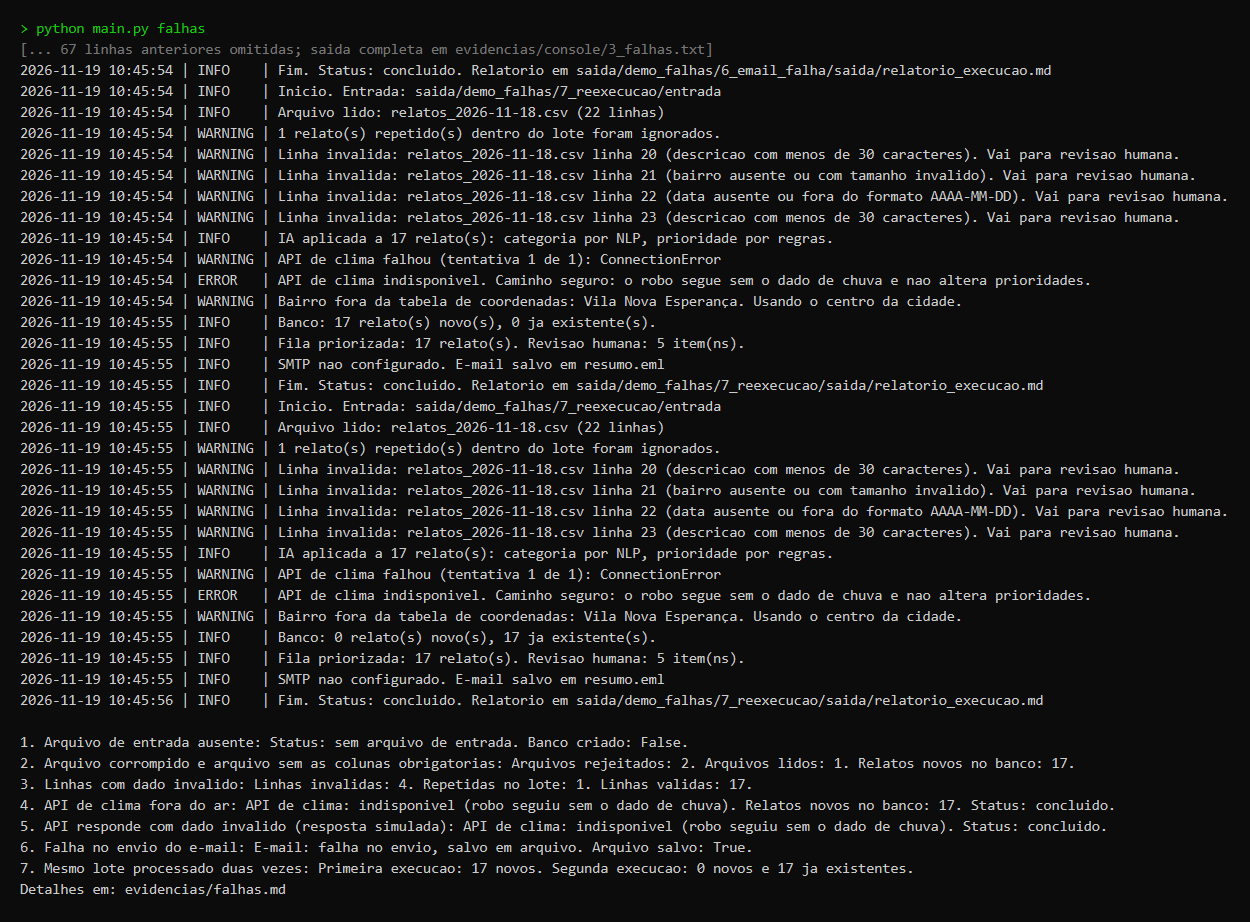 > python main.py falhas
[... 67 linhas anteriores omitidas; saida completa em evidencias/console/3_falhas.txt]
2026-11-19 10:45:54 | INFO    | Fim. Status: concluido. Relatorio em saida/demo_falhas/6_email_falha/saida/relatorio_execucao.md
2026-11-19 10:45:54 | INFO    | Inicio. Entrada: saida/demo_falhas/7_reexecucao/entrada
2026-11-19 10:45:54 | INFO    | Arquivo lido: relatos_2026-11-18.csv (22 linhas)
2026-11-19 10:45:54 | WARNING | 1 relato(s) repetido(s) dentro do lote foram ignorados.
2026-11-19 10:45:54 | WARNING | Linha invalida: relatos_2026-11-18.csv linha 20 (descricao com menos de 30 caracteres). Vai para revisao humana.
2026-11-19 10:45:54 | WARNING | Linha invalida: relatos_2026-11-18.csv linha 21 (bairro ausente ou com tamanho invalido). Vai para revisao humana.
2026-11-19 10:45:54 | WARNING | Linha invalida: relatos_2026-11-18.csv linha 22 (data ausente ou fora do formato AAAA-MM-DD). Vai para revisao humana.
2026-11-19 10:45:54 | WARNING | Linha invalida: relatos_2026-11-18.csv linha 23 (descricao com menos de 30 caracteres). Vai para revisao humana.
2026-11-19 10:45:54 | INFO    | IA aplicada a 17 relato(s): categoria por NLP, prioridade por regras.
2026-11-19 10:45:54 | WARNING | API de clima falhou (tentativa 1 de 1): ConnectionError
2026-11-19 10:45:54 | ERROR   | API de clima indisponivel. Caminho seguro: o robo segue sem o dado de chuva e nao altera prioridades.
2026-11-19 10:45:54 | WARNING | Bairro fora da tabela de coordenadas: Vila Nova Esperança. Usando o centro da cidade.
2026-11-19 10:45:55 | INFO    | Banco: 17 relato(s) novo(s), 0 ja existente(s).
2026-11-19 10:45:55 | INFO    | Fila priorizada: 17 relato(s). Revisao humana: 5 item(ns).
2026-11-19 10:45:55 | INFO    | SMTP nao configurado. E-mail salvo em resumo.eml
2026-11-19 10:45:55 | INFO    | Fim. Status: concluido. Relatorio em saida/demo_falhas/7_reexecucao/saida/relatorio_execucao.md
2026-11-19 10:45:55 | INFO    | Inicio. Entrada: saida/demo_falhas/7_reexecucao/entrada
2026-11-19 10:45:55 | INFO    | Arquivo lido: relatos_2026-11-18.csv (22 linhas)
2026-11-19 10:45:55 | WARNING | 1 relato(s) repetido(s) dentro do lote foram ignorados.
2026-11-19 10:45:55 | WARNING | Linha invalida: relatos_2026-11-18.csv linha 20 (descricao com menos de 30 caracteres). Vai para revisao humana.
2026-11-19 10:45:55 | WARNING | Linha invalida: relatos_2026-11-18.csv linha 21 (bairro ausente ou com tamanho invalido). Vai para revisao humana.
2026-11-19 10:45:55 | WARNING | Linha invalida: relatos_2026-11-18.csv linha 22 (data ausente ou fora do formato AAAA-MM-DD). Vai para revisao humana.
2026-11-19 10:45:55 | WARNING | Linha invalida: relatos_2026-11-18.csv linha 23 (descricao com menos de 30 caracteres). Vai para revisao humana.
2026-11-19 10:45:55 | INFO    | IA aplicada a 17 relato(s): categoria por NLP, prioridade por regras.
2026-11-19 10:45:55 | WARNING | API de clima falhou (tentativa 1 de 1): ConnectionError
2026-11-19 10:45:55 | ERROR   | API de clima indisponivel. Caminho seguro: o robo segue sem o dado de chuva e nao altera prioridades.
2026-11-19 10:45:55 | WARNING | Bairro fora da tabela de coordenadas: Vila Nova Esperança. Usando o centro da cidade.
2026-11-19 10:45:55 | INFO    | Banco: 0 relato(s) novo(s), 17 ja existente(s).
2026-11-19 10:45:55 | INFO    | Fila priorizada: 17 relato(s). Revisao humana: 5 item(ns).
2026-11-19 10:45:55 | INFO    | SMTP nao configurado. E-mail salvo em resumo.eml
2026-11-19 10:45:56 | INFO    | Fim. Status: concluido. Relatorio em saida/demo_falhas/7_reexecucao/saida/relatorio_execucao.md
1. Arquivo de entrada ausente: Status: sem arquivo de entrada. Banco criado: False.
2. Arquivo corrompido e arquivo sem as colunas obrigatorias: Arquivos rejeitados: 2. Arquivos lidos: 1. Relatos novos no banco: 17.
3. Linhas com dado invalido: Linhas invalidas: 4. Repetidas no lote: 1. Linhas validas: 17.
4. API de clima fora do ar: API de clima: indisponivel (robo seguiu sem o dado de chuva). Relatos novos no banco: 17. Status: concluido.
5. API responde com dado invalido (resposta simulada): API de clima: indisponivel (robo seguiu sem o dado de chuva). Status: concluido.
6. Falha no envio do e-mail: E-mail: falha no envio, salvo em arquivo. Arquivo salvo: True.
7. Mesmo lote processado duas vezes: Primeira execucao: 17 novos. Segunda execucao: 0 novos e 17 ja existentes.
Detalhes em: evidencias/falhas.md